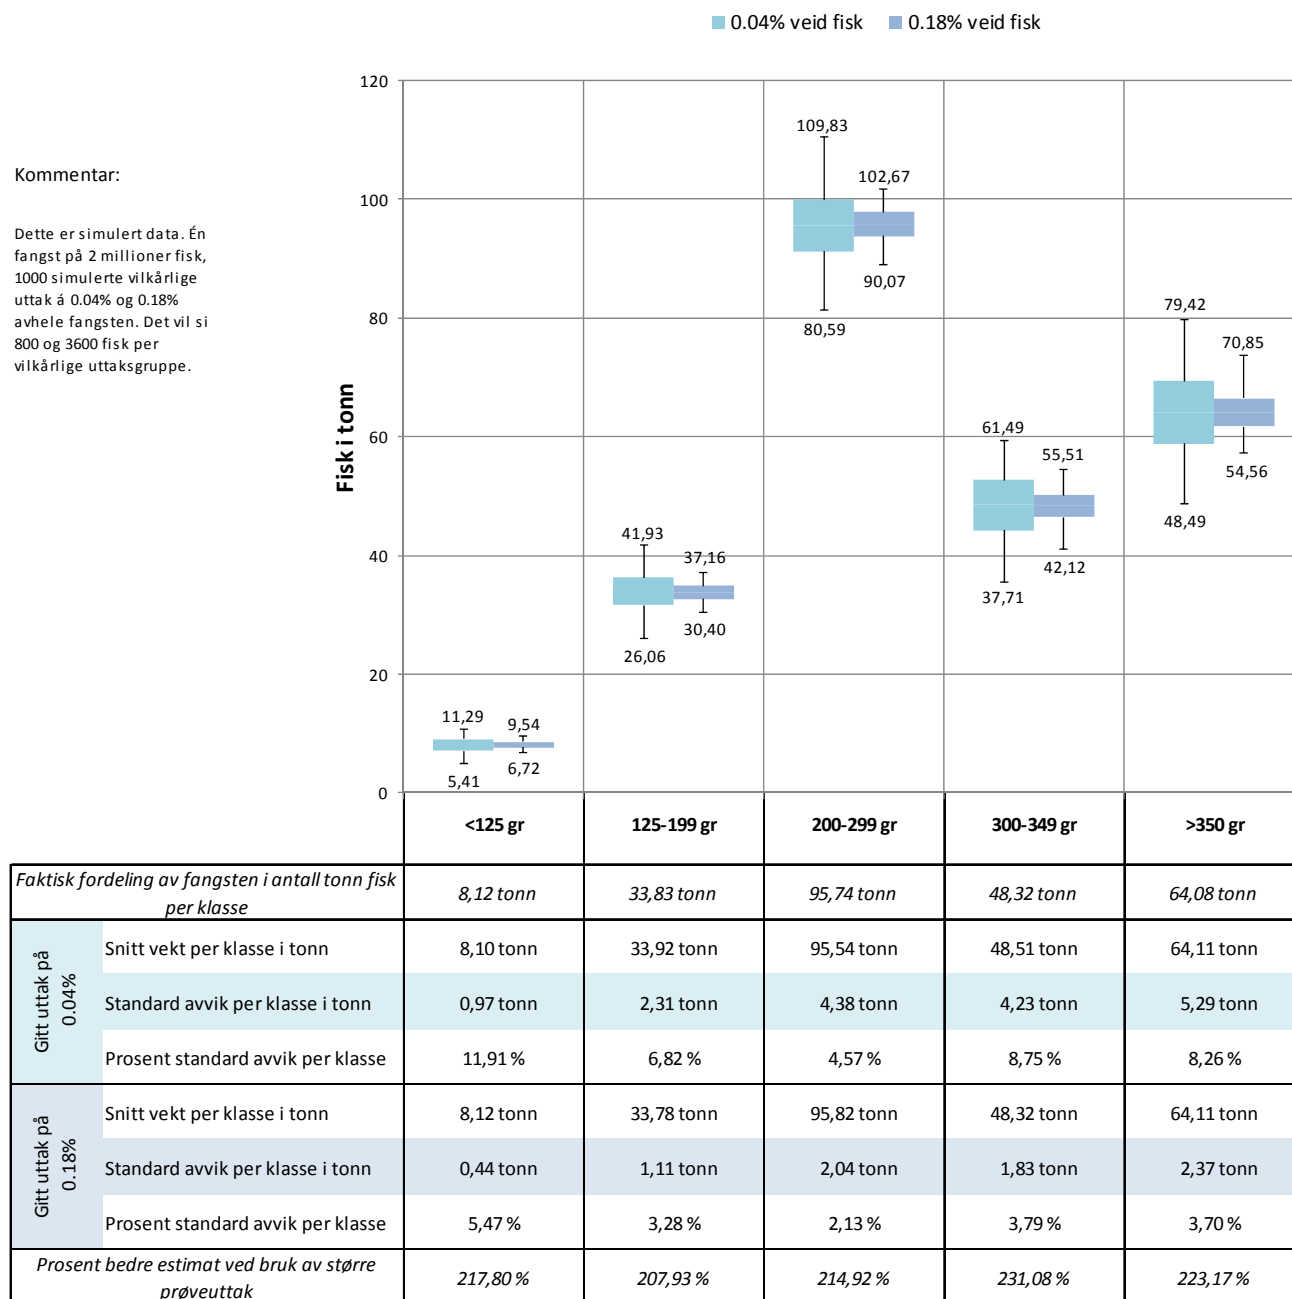 0.04% veid fisk 0.18% veid fisk
Kommentar:
Dette er simulert data. Én
fangst på 2 millioner fisk,
1000 simulerte vilkårlige
uttak á 0.04% og 0.18%
avhele fangsten. Det vil si
800 og 3600 fisk per
vilkårlige uttaksgruppe.
Fisk i tonn
120
100
80
60
40
20
0
11,29
9,54
5,41
6,72
41,93
37,16
26,06
30,40
109,83
102,67
80,59
90,07
61,49
55,51
37,71
42,12
79,42
70,85
48,49
54,56
<125 gr 125-199 gr 200-299 gr 300-349 gr >350 gr
Faktisk fordeling av fangsten i antall tonn fisk
per klasse
8,12 tonn 33,83 tonn 95,74 tonn 48,32 tonn 64,08 tonn
Gitt uttak på
0.04%
Snitt vekt per klasse i tonn 8,10 tonn 33,92 tonn 95,54 tonn 48,51 tonn 64,11 tonn
Standard avvik per klasse i tonn 0,97 tonn 2,31 tonn 4,38 tonn 4,23 tonn 5,29 tonn
Prosent standard avvik per klasse 11,91 % 6,82 % 4,57 % 8,75 % 8,26 %
Gitt uttak på
0.18%
Snitt vekt per klasse i tonn 8,12 tonn 33,78 tonn 95,82 tonn 48,32 tonn 64,11 tonn
Standard avvik per klasse i tonn 0,44 tonn 1,11 tonn 2,04 tonn 1,83 tonn 2,37 tonn
Prosent standard avvik per klasse 5,47 % 3,28 % 2,13 % 3,79 % 3,70 %
Prosent bedre estimat ved bruk av større
prøveuttak
217,80 % 207,93 % 214,92 % 231,08 % 223,17 %